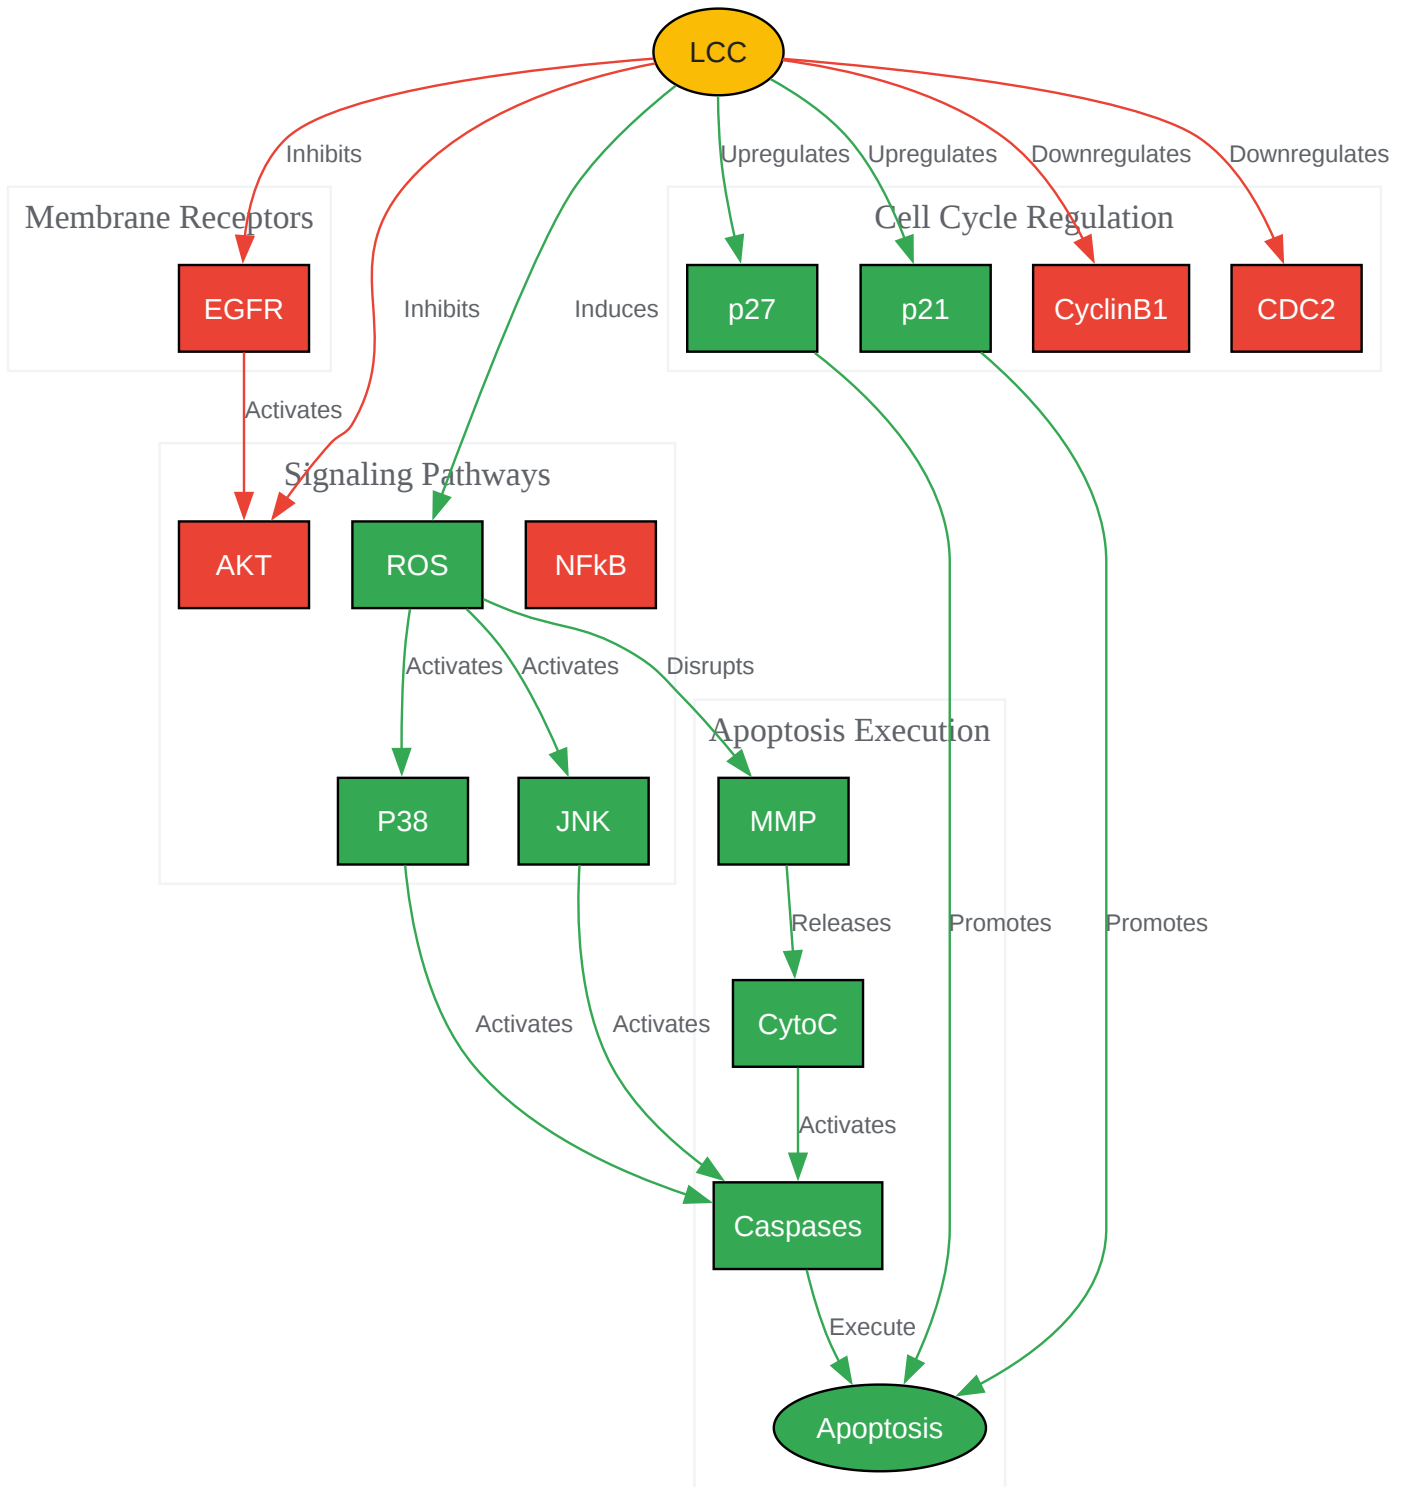 LCC
Inhibits
Upregulates
Upregulates
Downregulates
Downregulates
Membrane Receptors
Cell Cycle Regulation
EGFR
Inhibits
Induces
p27
p21
CyclinB1
CDC2
Activates
Signaling Pathways
AKT
ROS
NFkB
Activates
Activates
Disrupts
Apoptosis Execution
P38
JNK
MMP
Releases
Promotes
Promotes
Activates
Activates
CytoC
Activates
Caspases
Execute
Apoptosis